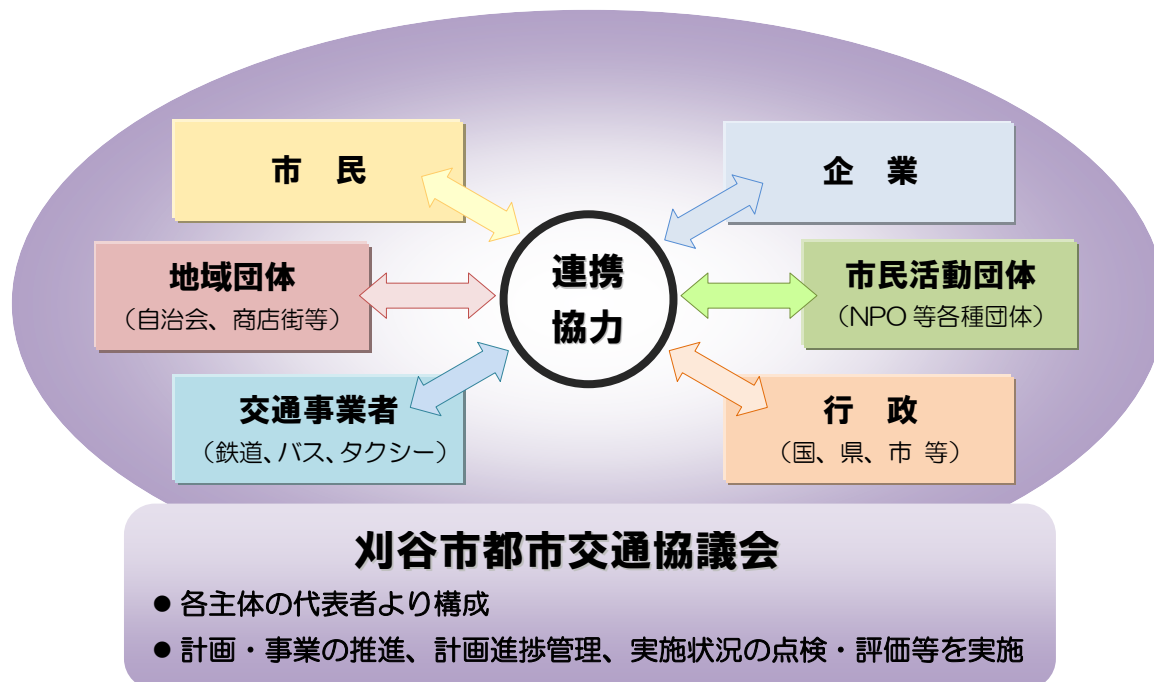 市　民
企　業
地域団体
（自治会、商店街等）
連携
協力
市民活動団体
（NPO 等各種団体）
交通事業者
（鉄道、バス、タクシー）
行　政
（国、県、市 等）
刈谷市都市交通協議会
● 各主体の代表者より構成
● 計画・事業の推進、計画進捗管理、実施状況の点検・評価等を実施